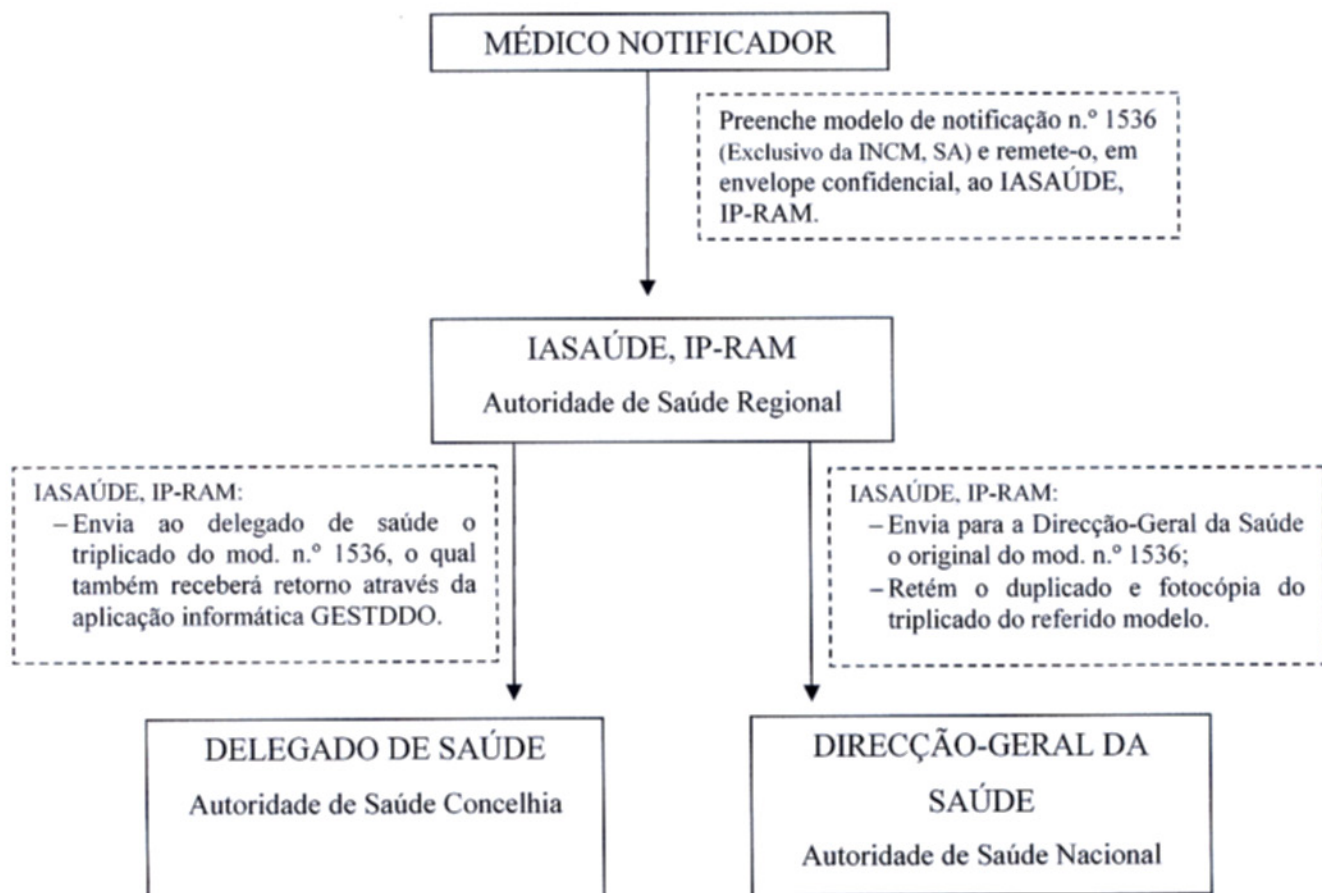 MÉDICO NOTIFICADOR
Preenche modelo de notificação n.º 1536
(Exclusivo da INCM, SA) e remete-o, em
envelope confidencial, ao IASAÚDE,
IP-RAM.
IASAÚDE, IP-RAM
Autoridade de Saúde Regional
IASAÚDE, IP-RAM:
– Envia ao delegado de saúde o
triplicado do mod. n.º 1536, o qual
também receberá retorno através da
aplicação informática GESTDDO.
IASAÚDE, IP-RAM:
– Envia para a Direcção-Geral da Saúde
o original do mod. n.º 1536;
– Retém o duplicado e fotocópia do
triplicado do referido modelo.
DELEGADO DE SAÚDE
Autoridade de Saúde Concelhia
DIRECÇÃO-GERAL DA
SAÚDE
Autoridade de Saúde Nacional